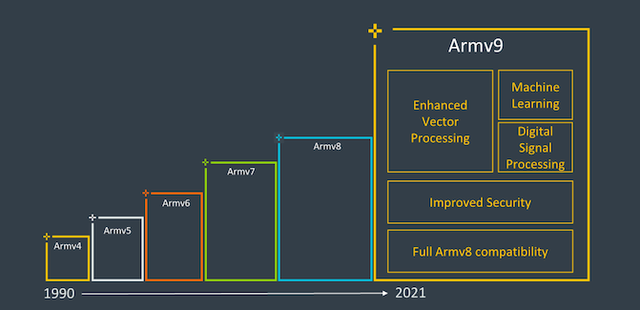 Armv9
Enhanced
Vector
Processing
Machine
Learning
Digital
Signal
Processing
Improved Security
Full Armv8 compatibility
Armv8
Armv7
Armv6
Armv5
Armv4
1990
2021